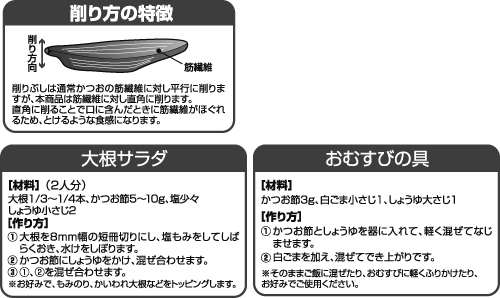 削り方の特徴
削り方向
筋繊維
削りぶしは通常かつおの筋繊維に対し平行に削りま
すが、本商品は筋繊維に対し直角に削ります。
直角に削ることで口に含んだときに筋繊維がほぐれ
るため、とけるような食感になります。
大根サラダ
【材料】（2人分）
大根1/3〜1/4本、かつお節5〜10g、塩少々
しょうゆ小さじ2
【作り方】
①大根を8mm幅の短冊切りにし、塩もみをしてしば
らくおき、水けをしぼります。
②かつお節にしょうゆをかけ、混ぜ合わせます。
③①、②を混ぜ合わせます。
※お好みで、もみのり、かいわれ大根などをトッピングします。
おむすびの具
【材料】
かつお節3g、白ごま小さじ1、しょうゆ大さじ1
【作り方】
①かつお節としょうゆを器に入れて、軽く混ぜてなじ
ませます。
②白ごまを加え、混ぜてでき上がりです。
※そのままご飯に混ぜたり、おむすびに軽くふりかけたり、
お好みでご使用ください。